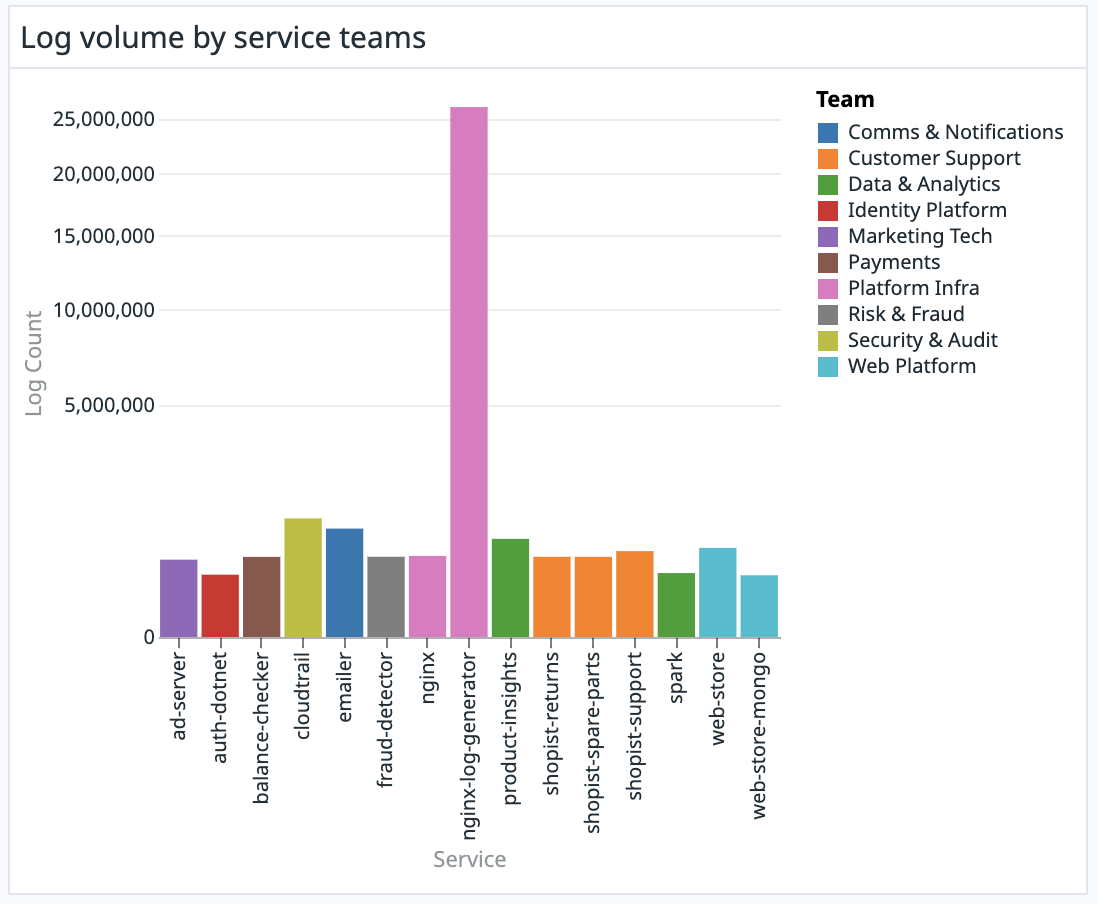 Log volume by service teams
25,000,000
20,000,000
15,000,000
10,000,000
5,000,000
0
Log Count
ad-server
auth-dotnet
balance-checker
cloudtrail
emailer
fraud-detector
nginx
nginx-log-generator
product-insights
shopist-returns
shopist-spare-parts
shopist-support
spark
web-store
web-store-mongo
Service
Team
Comms & Notifications
Customer Support
Data & Analytics
Identity Platform
Marketing Tech
Payments
Platform Infra
Risk & Fraud
Security & Audit
Web Platform